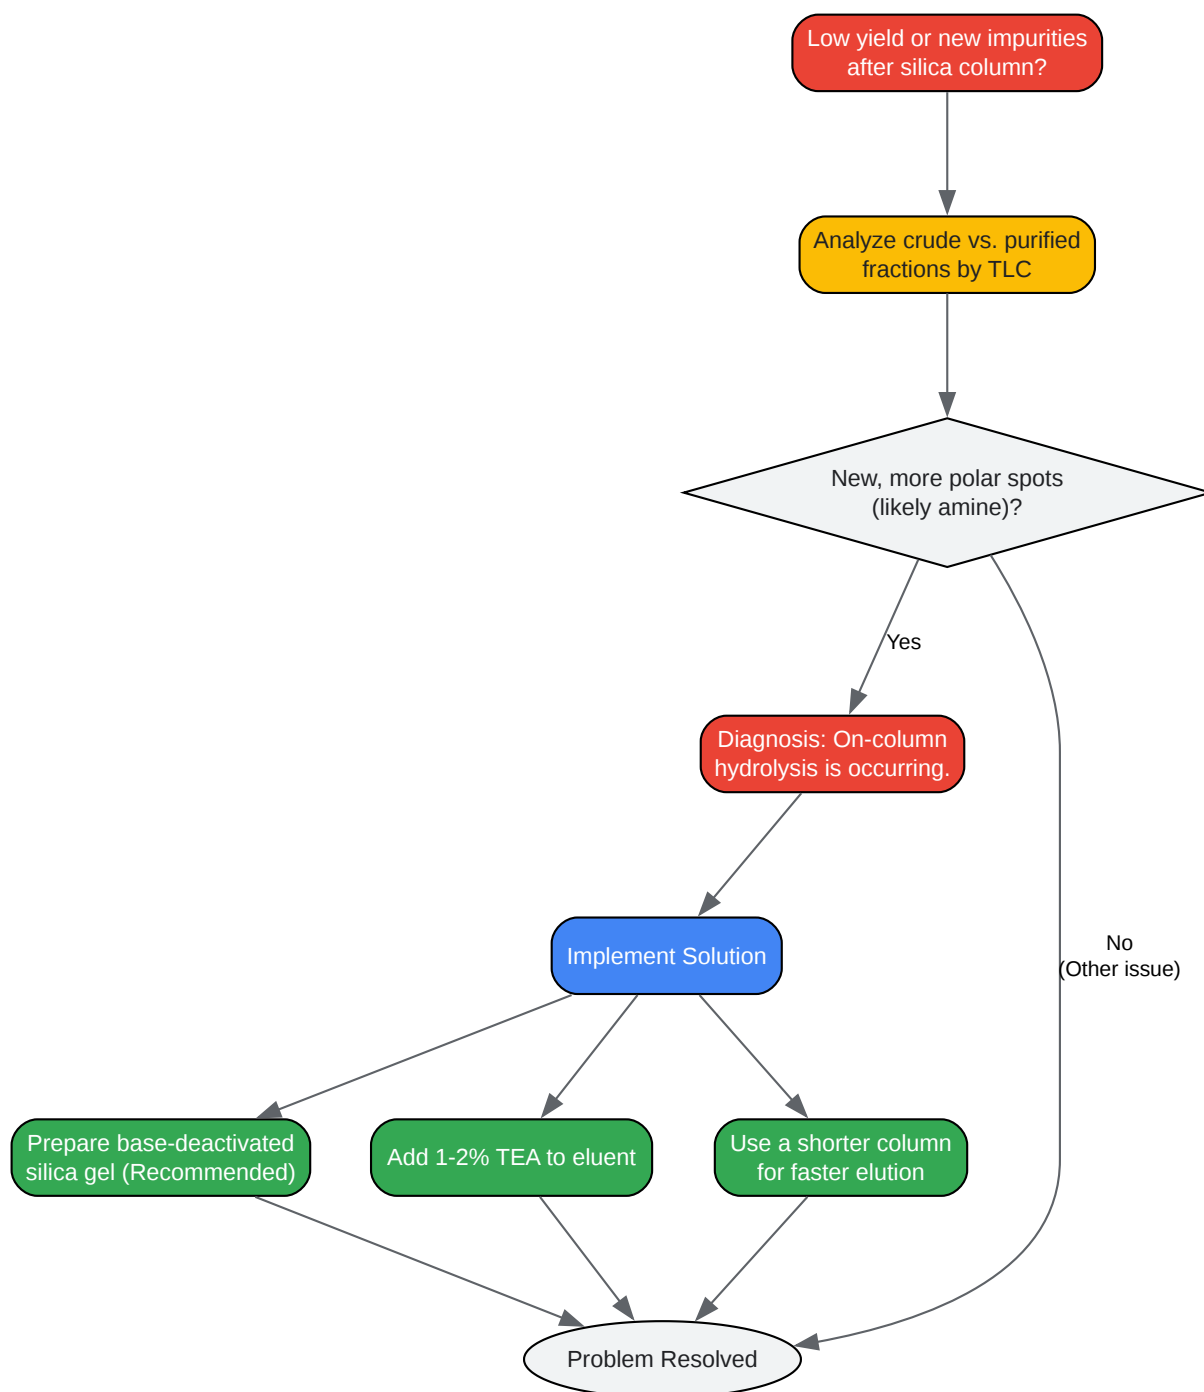 Low yield or new impurities
after silica column?
Analyze crude vs. purified
fractions by TLC
New, more polar spots
(likely amine)?
Yes
Diagnosis: On-column
hydrolysis is occurring.
Implement Solution
No
(Other issue)
Prepare base-deactivated
silica gel (Recommended)
Add 1-2% TEA to eluent
Use a shorter column
for faster elution
Problem Resolved